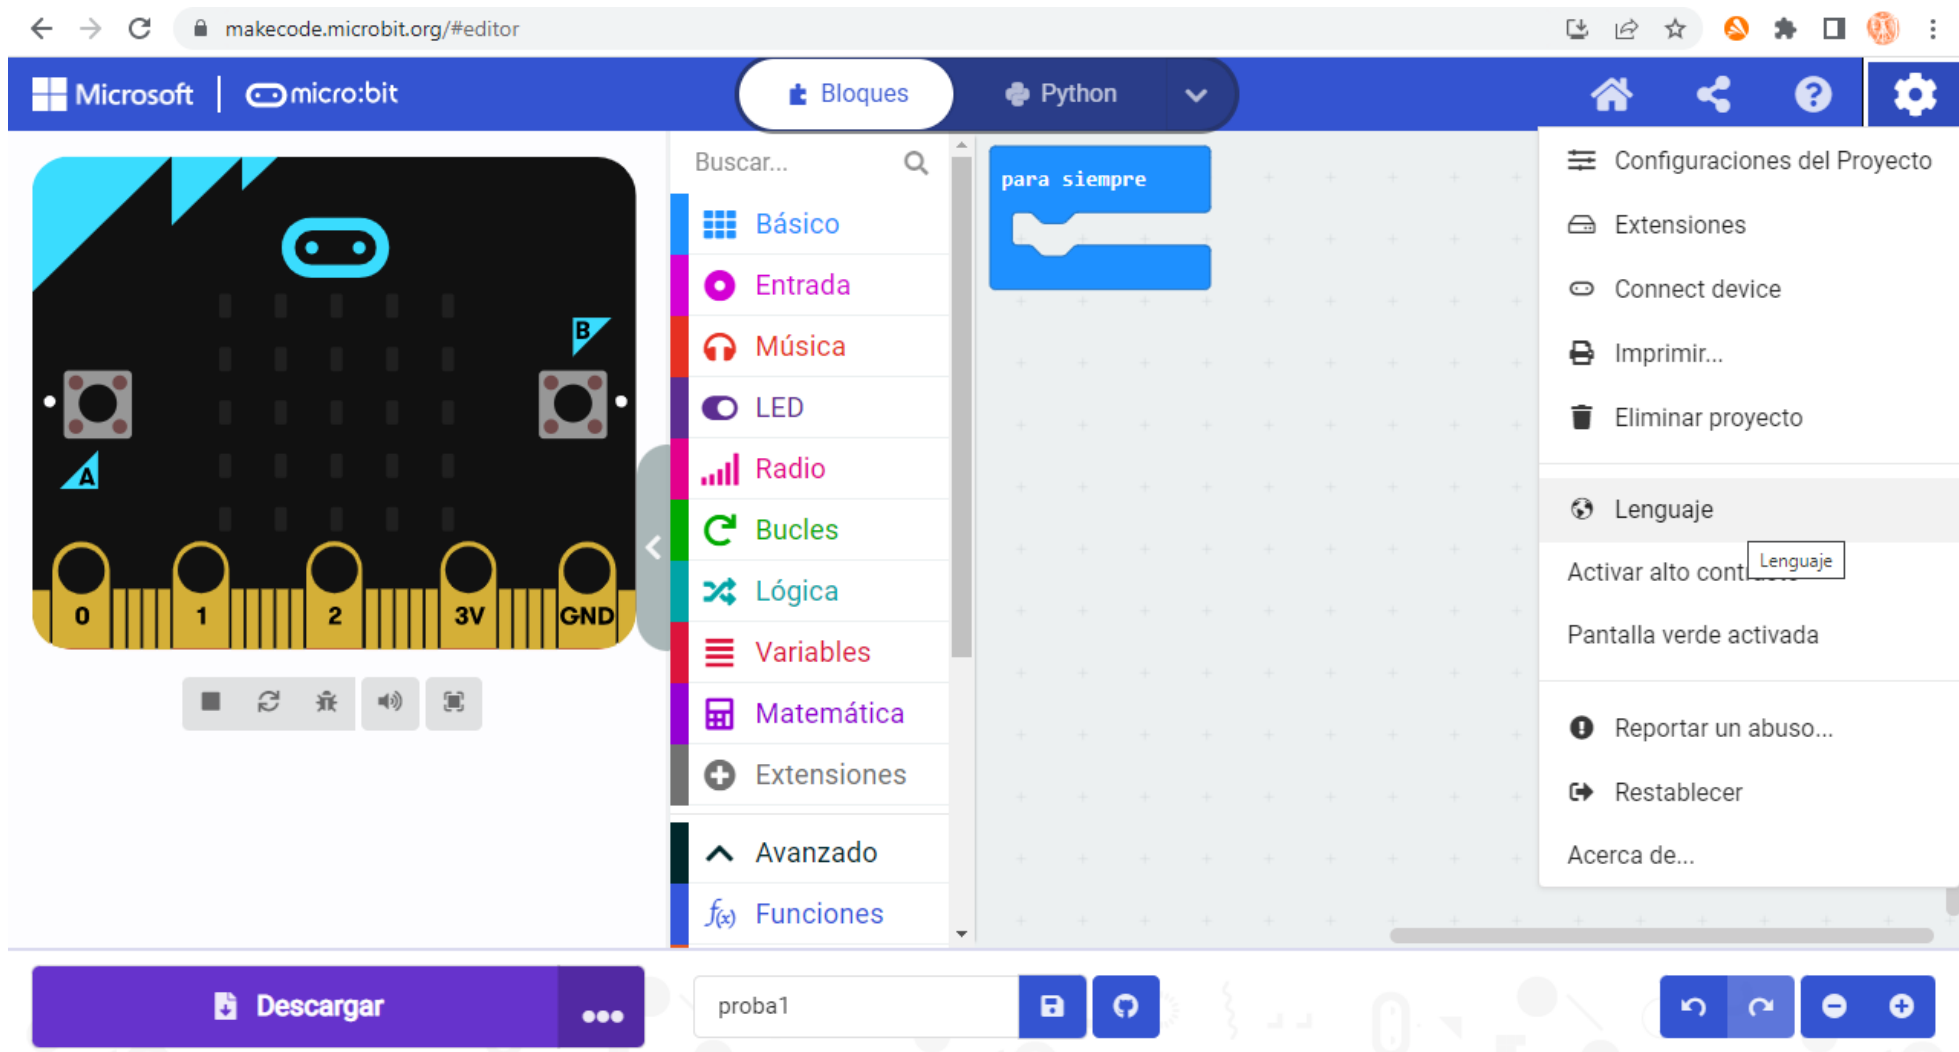 makecode.microbit.org/#editor
Microsoft
micro:bit
Bloques
Python
B
A
0
1
2
3V
GND
Buscar...
Básico
Entrada
Música
LED
Radio
Bucles
Lógica
Variables
Matemática
Extensiones
Avanzado
f(x) Funciones
para siempre
Configuraciones del Proyecto
Extensiones
Connect device
Imprimir...
Eliminar proyecto
Lenguaje
Lenguaje
Activar alto
Pantalla verde activada
Reportar un abuso...
Restablecer
Acerca de...
Descargar
proba1